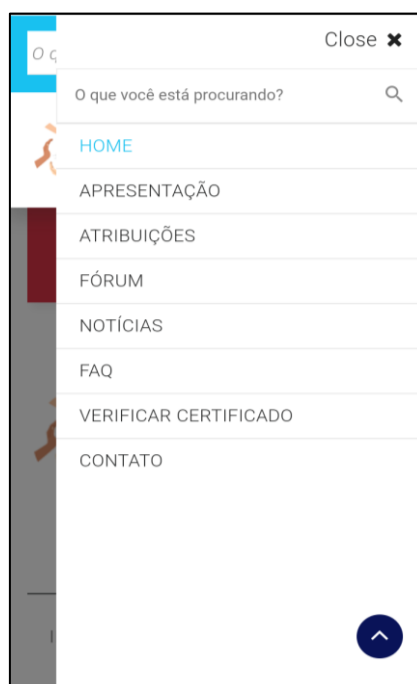 Close ✖
O q
O que você está procurando?
HOME
APRESENTAÇÃO
ATRIBUIÇÕES
FÓRUM
NOTÍCIAS
FAQ
VERIFICAR CERTIFICADO
CONTATO